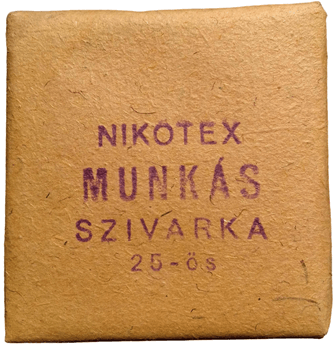 NIKOTEX
MUNKÁS
SZIVARKA
25-ös